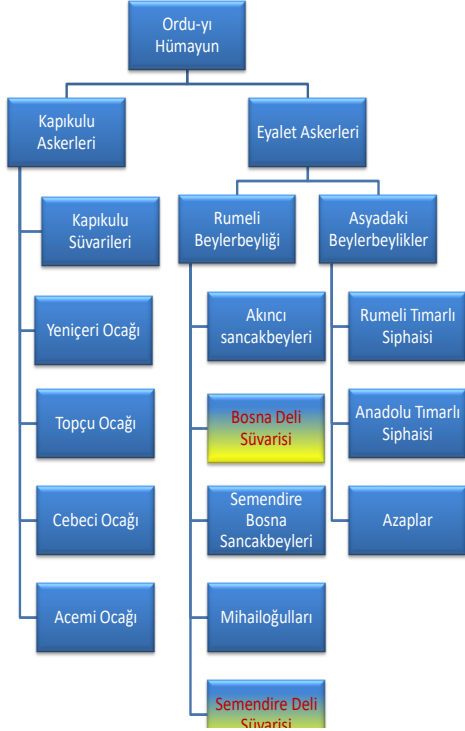 Ordu-yı
Hümayun
Kapıkulu
Askerleri
Eyalet Askerleri
Kapıkulu
Süvarileri
Yeniçeri Ocağı
Topçu Ocağı
Cebeci Ocağı
Acemi Ocağı
Rumeli
Beylerbeyliği
Akıncı
sancakbeyleri
Bosna Deli
Süvarisi
Semendire
Bosna
Sancakbeyleri
Mihailoğulları
Semendire Deli
Süvarisi
Asyadaki
Beylerbeylikler
Rumeli Tımarlı
Siphaisi
Anadolu Tımarlı
Siphaisi
Azaplar